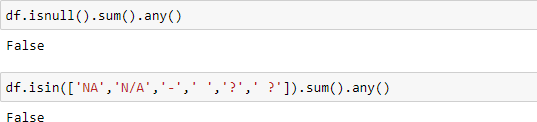 df.isnull().sum().any()
False
df.isin(['NA','N/A','-',' ','?',' ?']).sum().any()
False